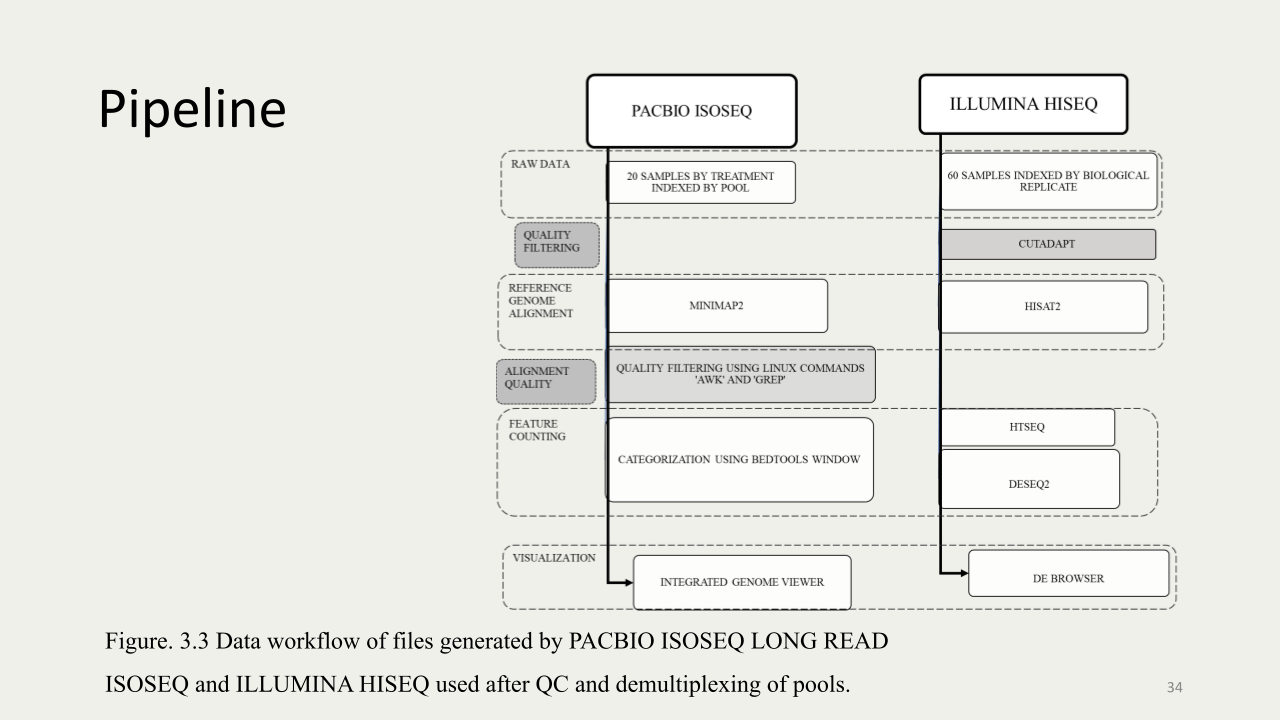 Pipeline
PACBIO ISOSEQ
ILLUMINA HISEQ
RAW DATA
20 SAMPLES BY TREATMENT
INDEXED BY POOL
60 SAMPLES INDEXED BY BIOLOGICAL
REPLICATE
QUALITY
FILTERING
CUTADAPT
REFERENCE
GENOME
ALIGNMENT
MINIMAP2
HISAT2
ALIGNMENT
QUALITY
QUALITY FILTERING USING LINUX COMMANDS
'AWK' AND 'GREP'
FEATURE
COUNTING
CATEGORIZATION USING BEDTOOLS WINDOW
HTSEQ
DESEQ2
VISUALIZATION
INTEGRATED GENOME VIEWER
DE BROWSER
Figure. 3.3 Data workflow of files generated by PACBIO ISOSEQ LONG READ
ISOSEQ and ILLUMINA HISEQ used after QC and demultiplexing of pools.
34